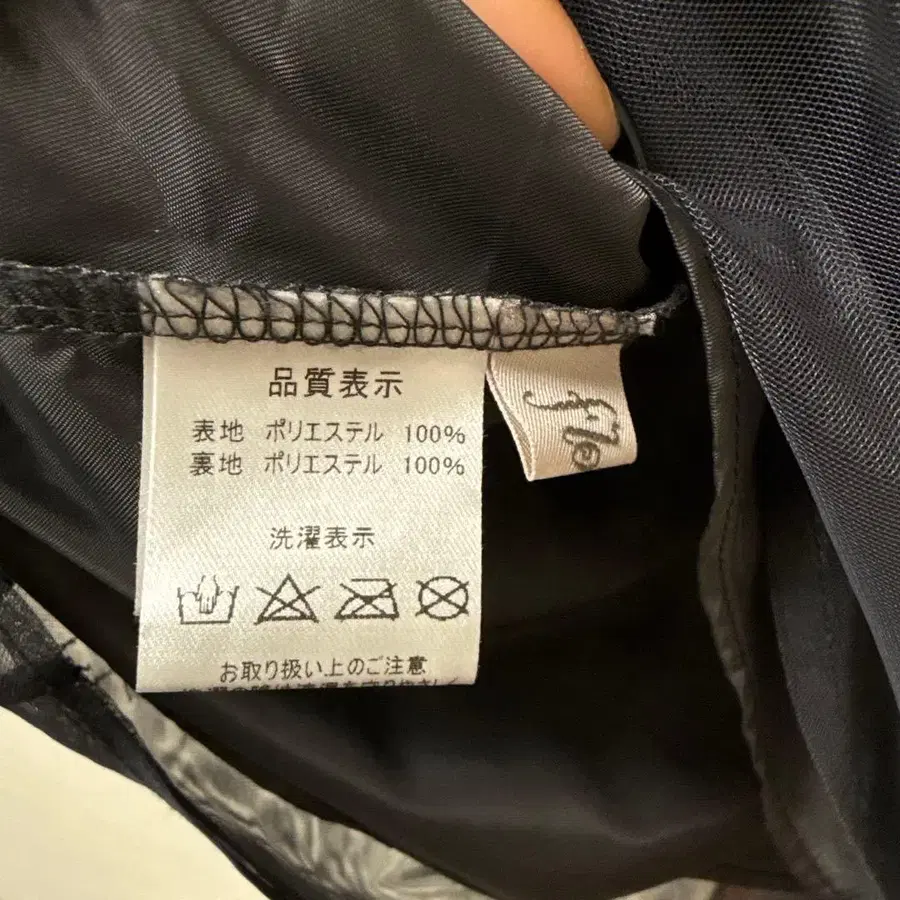 品質表示
表地 ポリエステル 100%
裏地 ポリエステル 100%
洗濯表示
お取り扱い上のご注意